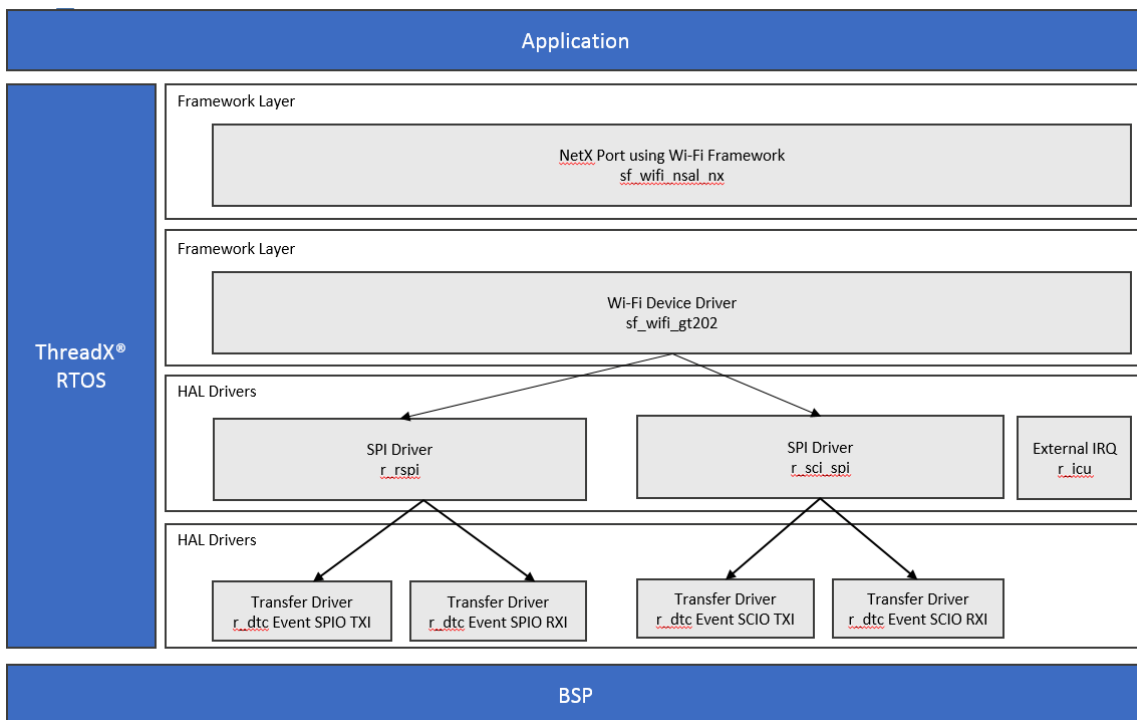 Application
Framework Layer
NetX Port using Wi-Fi Framework
sf_wifi_nsal_nx
Framework Layer
Wi-Fi Device Driver
sf_wifi_gt202
ThreadX®
RTOS
HAL Drivers
SPI Driver
r_rspi
SPI Driver
r_sci_spi
External IRQ
r_icu
HAL Drivers
Transfer Driver
r_dtc Event SPIO TXI
Transfer Driver
r_dtc Event SPIO RXI
Transfer Driver
r_dtc Event SCIO TXI
Transfer Driver
r_dtc Event SCIO RXI
BSP